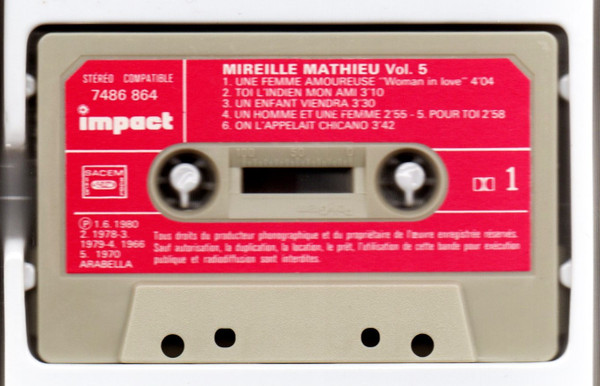 STÉRÉO COMPATIBLE
7486 864
impact
MIREILLE MATHIEU Vol. 5
1. UNE FEMME AMOUREUSE "Woman in love" 4'04
2. TOI L'INDIEN MON AMI 3'10
3. UN ENFANT VIENDRA 3'30
4. UN HOMME ET UNE FEMME 2'55 - 5. POUR TOI 2'58
6. ON L'APPELAIT CHICANO 3'42
SACEM
1
Ⓟ 1.6. 1980
2. 1978-3.
1979-4. 1966
5. 1970
ARABELLA
Tous droits du producteur phonographique et du propriétaire de l'œuvre enregistrée réservés.
Sauf autorisation, la duplication, la location, le prêt, l'utilisation de cette bande pour exécution
publique et radiodiffusion sont interdites.